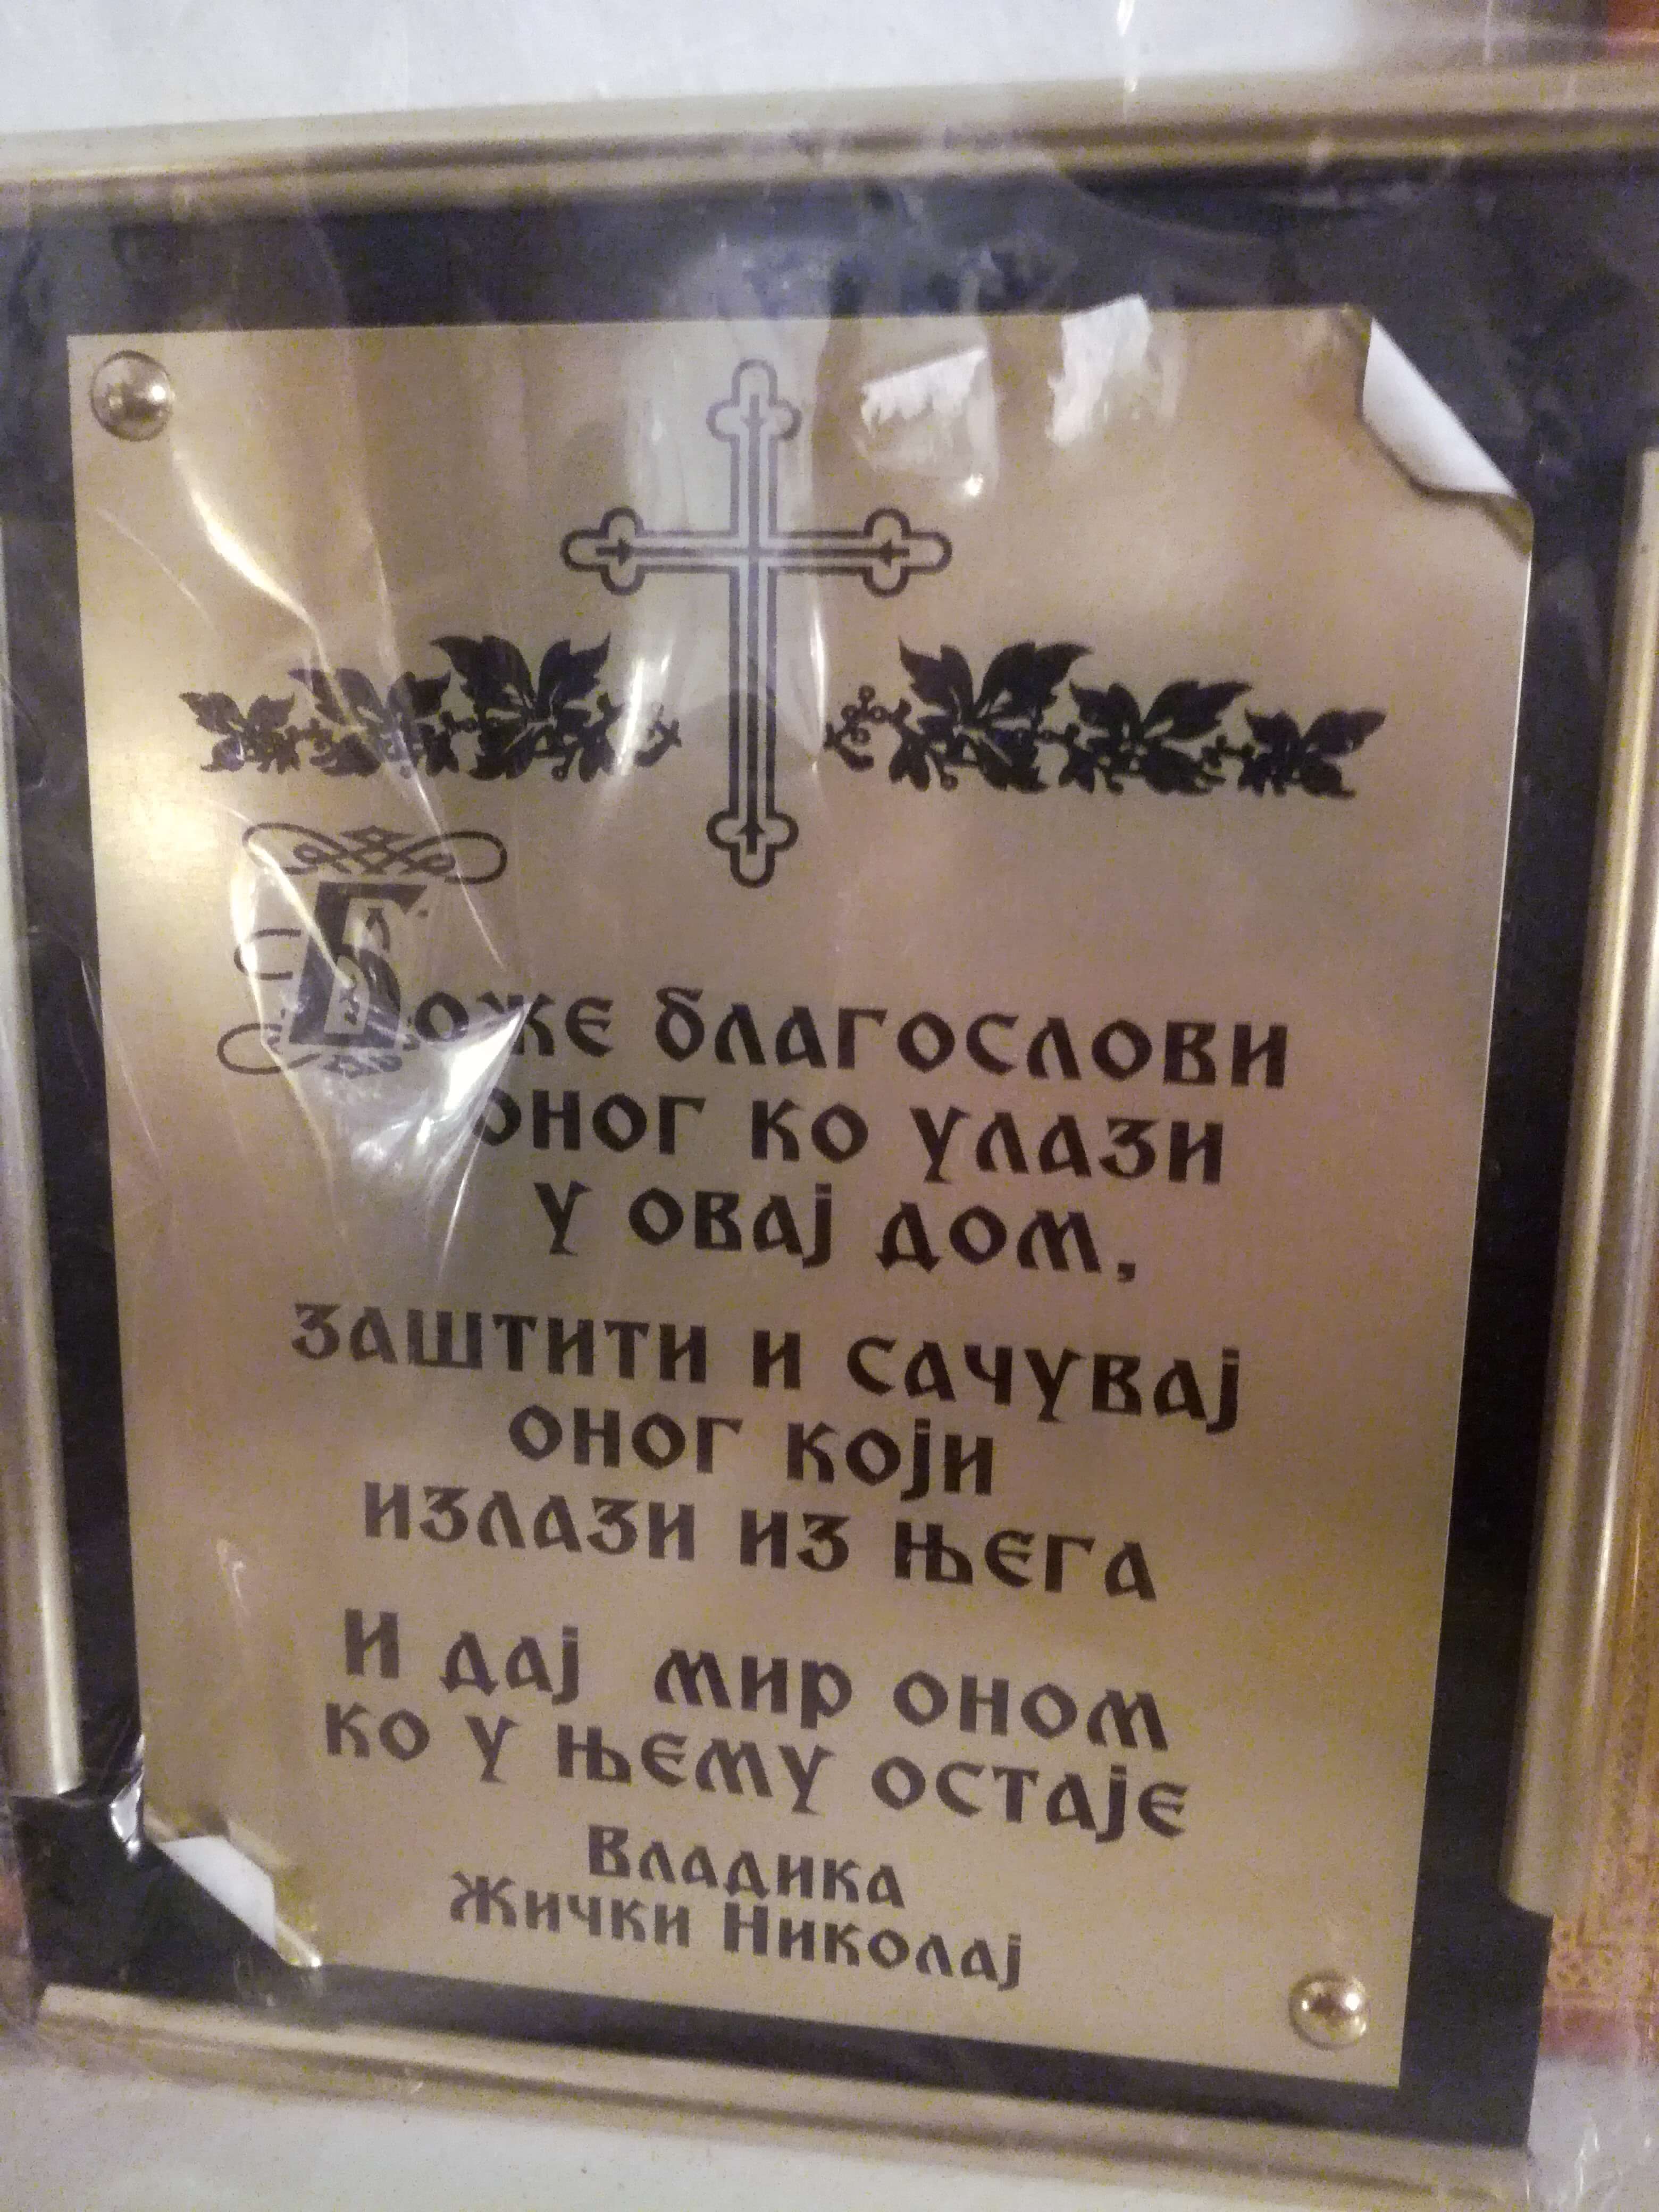 Боже благослови
оног ко улази
у овај дом,
заштити и сачувај
оног који
излази из њега
И дај мир оном
ко у њему остаје
Владика
Жички Николај